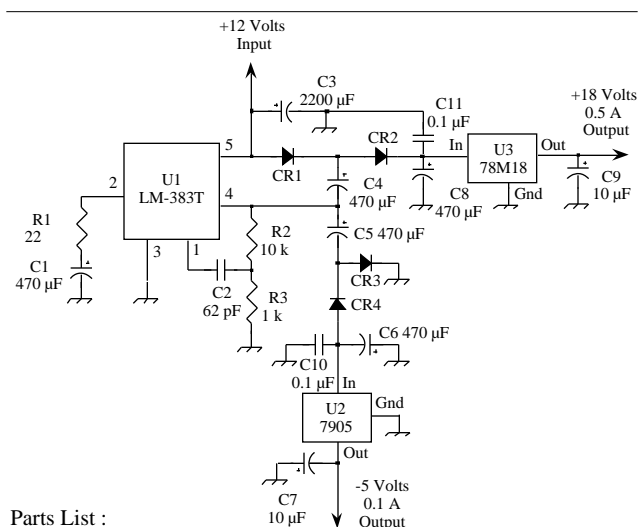 +12 Volts
Input
C3
2200 µF
C11
0.1 µF
+18 Volts
0.5 A
Output
5
CR1
CR2
In
U3
78M18
Out
Gnd
C9
10 µF
U1
LM-383T
2
4
C4
470 µF
C8
470 µF
R1
22
C1
470 µF
3
1
R2
10 k
C5 470 µF
C2
62 pF
R3
1 k
CR3
CR4
C6 470 µF
C10
0.1 µF
In
U2
7905
Gnd
Out
C7
10 µF
-5 Volts
0.1 A
Output
Parts List :
+
+
+
+
+
+
+
+